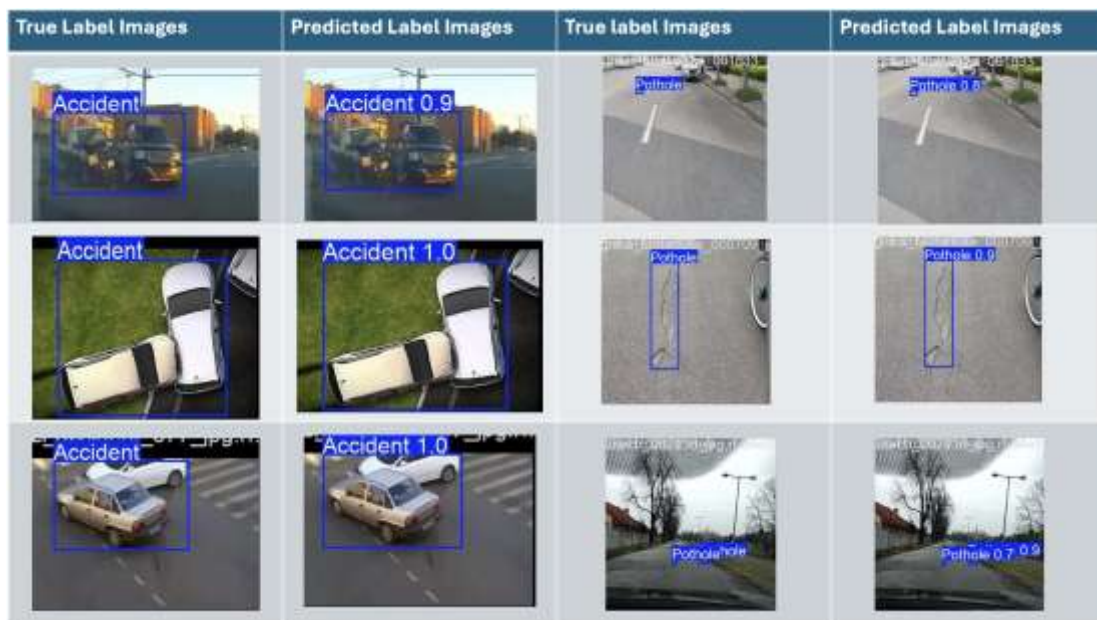 True Label Images
Predicted Label Images
True label Images
Predicted Label Images
Accident
Accident 0.9
Pothole
Pothole 0.8
Accident
Accident 1.0
Pothole
Pothole 0.9
Accident
Accident 1.0
Pothole
hole
Pothole 0.7
0.9